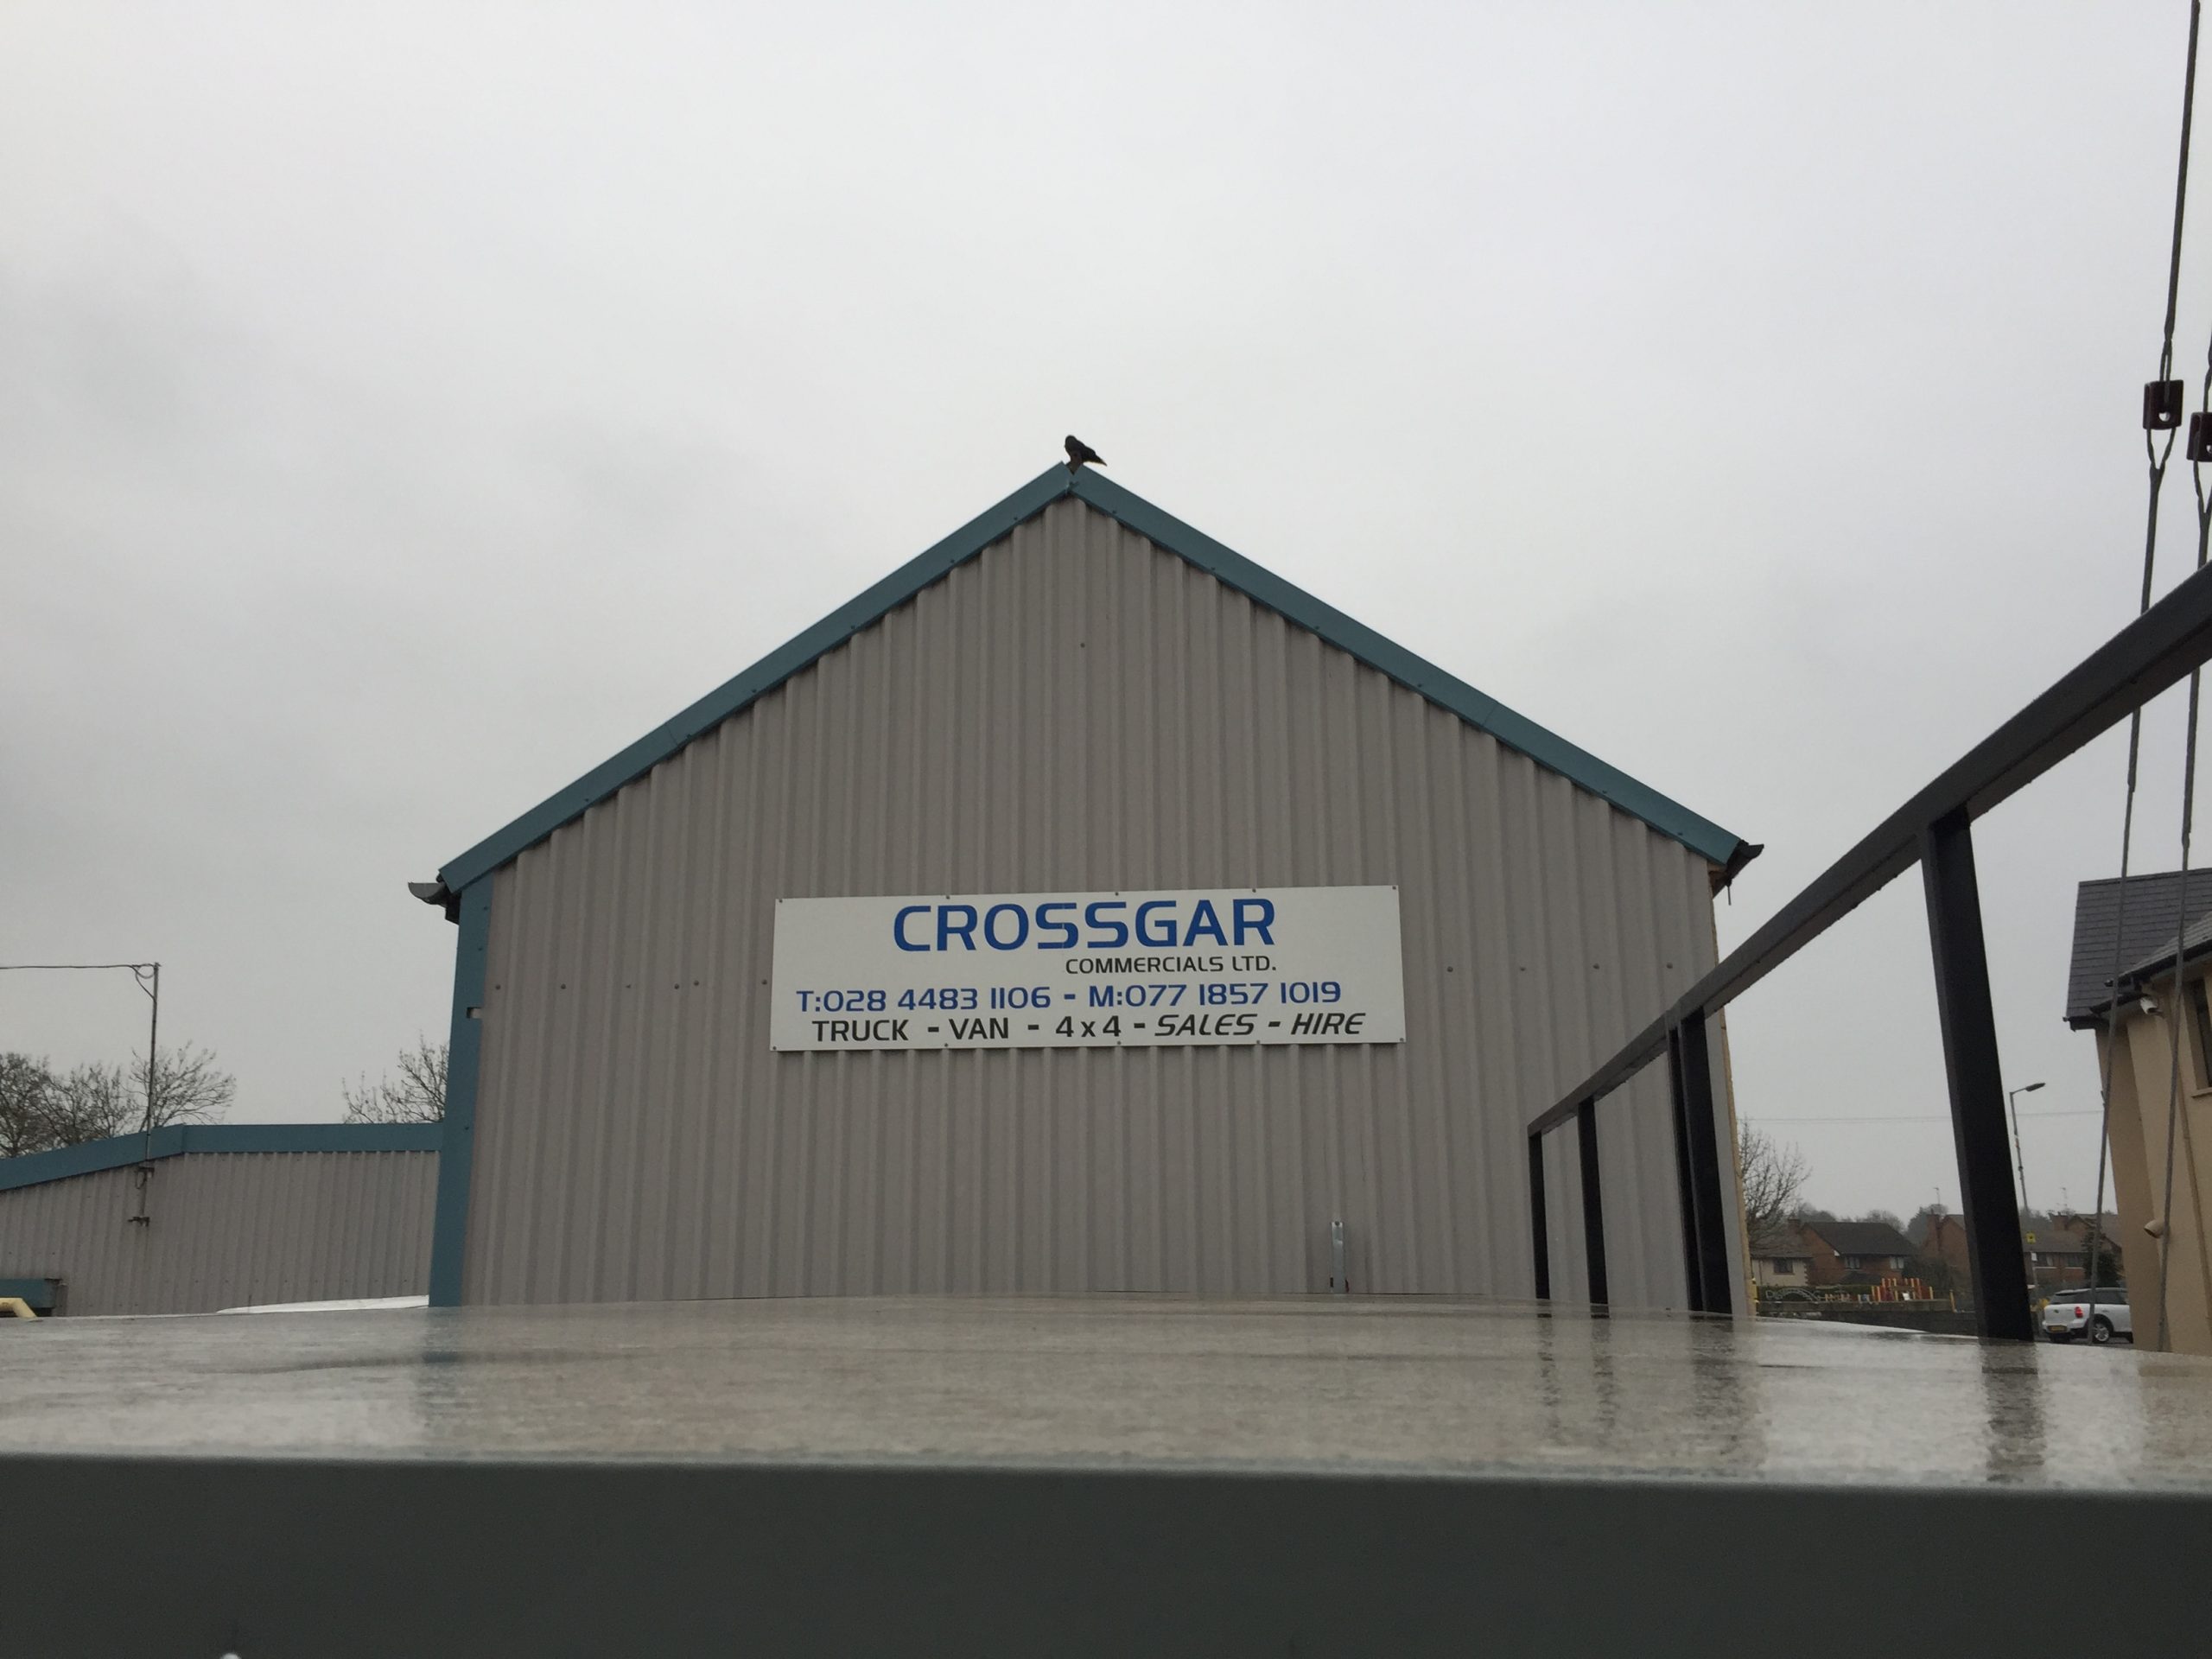 CROSSGAR
COMMERCIALS LTD.
T:028 4483 1106 - M:077 1857 1019
TRUCK - VAN - 4x4 - SALES - HIRE